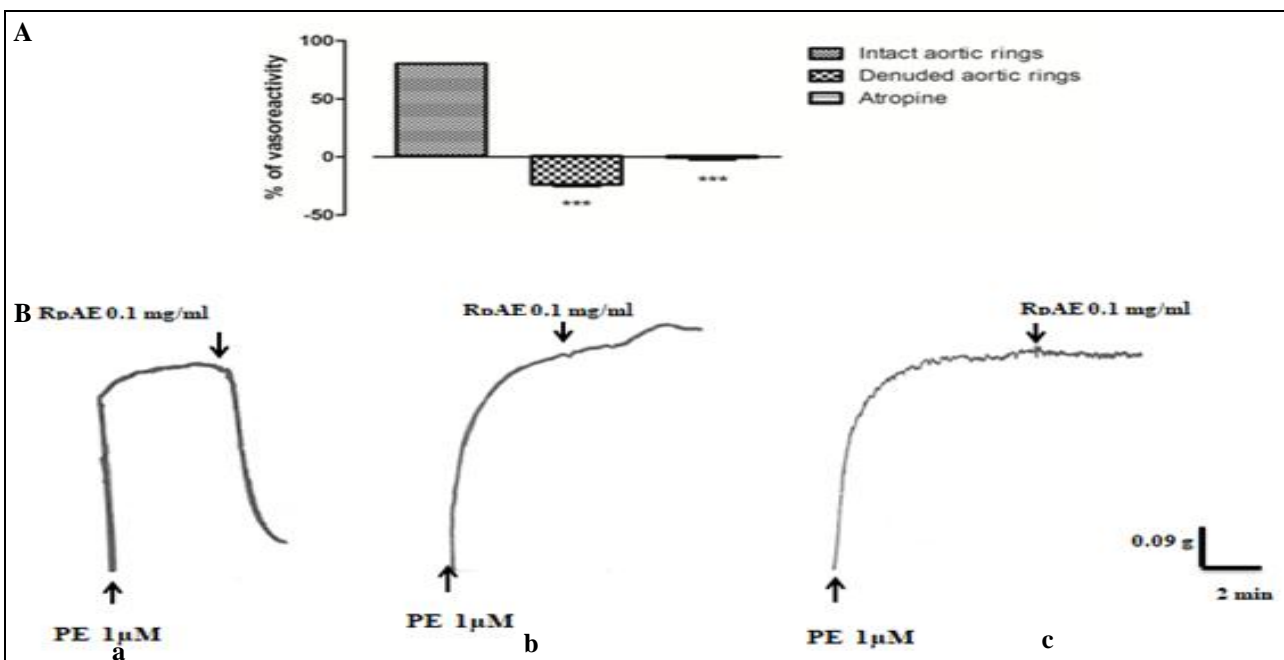 A
100
50
0
-50
% of vasoreactivity
Intact aortic rings
Denuded aortic rings
Atropine
***
***
B
RpAE 0.1 mg/ml
RpAE 0.1 mg/ml
RpAE 0.1 mg/ml
0.09 g
2 min
PE 1µM
PE 1µM
PE 1µM
a
b
c